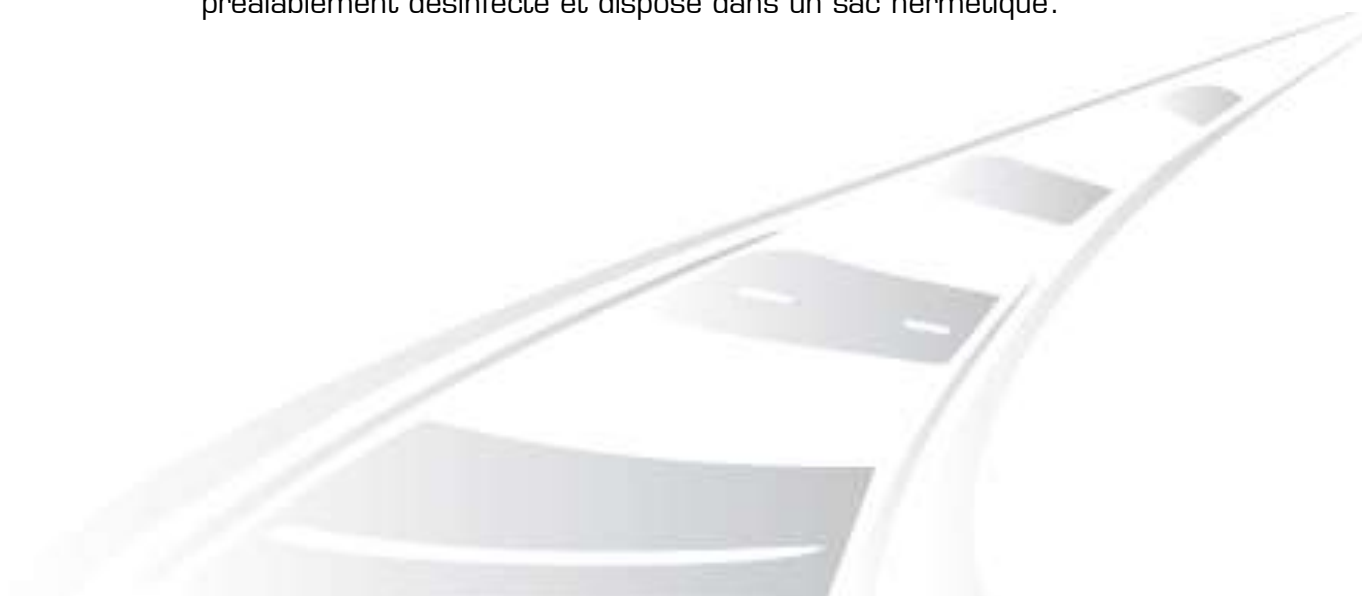 préalablement désinfecté et disposé dans un sac hermétique.